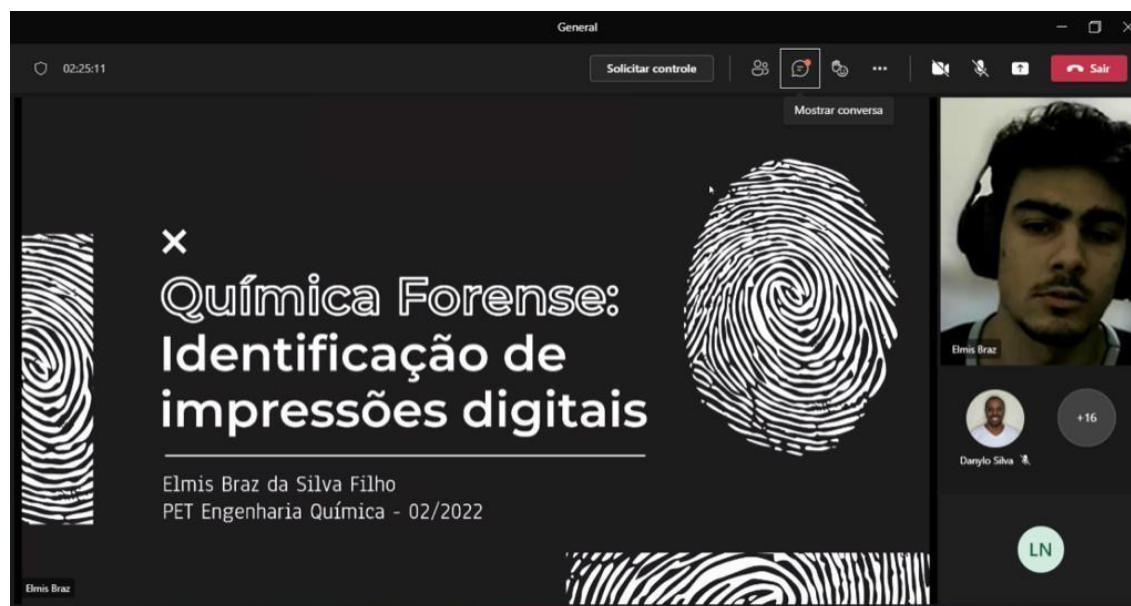 General
02:25:11
Solicitar controle
Sair
Mostrar conversa
Química Forense:
Identificação de
impressões digitais
Elmis Braz da Silva Filho
PET Engenharia Química - 02/2022
Elmis Braz
Elmis Braz
+16
Danylo Silva
LN